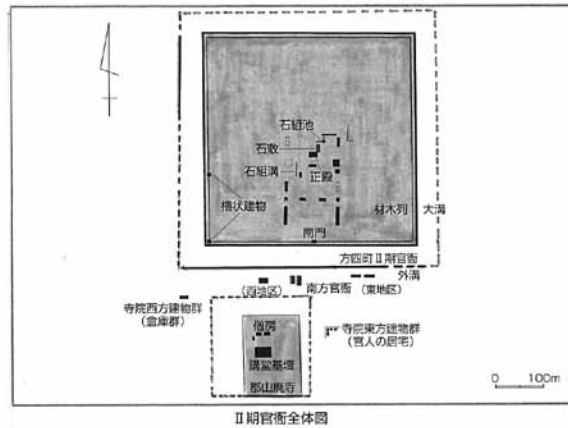 石組池
石敷
石組溝
正殿
櫓状建物
材木列
大溝
南門
方四町Ⅱ期官衙
外溝
(西地区)
南方官衙
(東地区)
寺院西方建物群
(倉庫群)
僧房
寺院東方建物群
(官人の居宅)
講堂基壇
郡山廃寺
0 100m
Ⅱ期官衙全体図